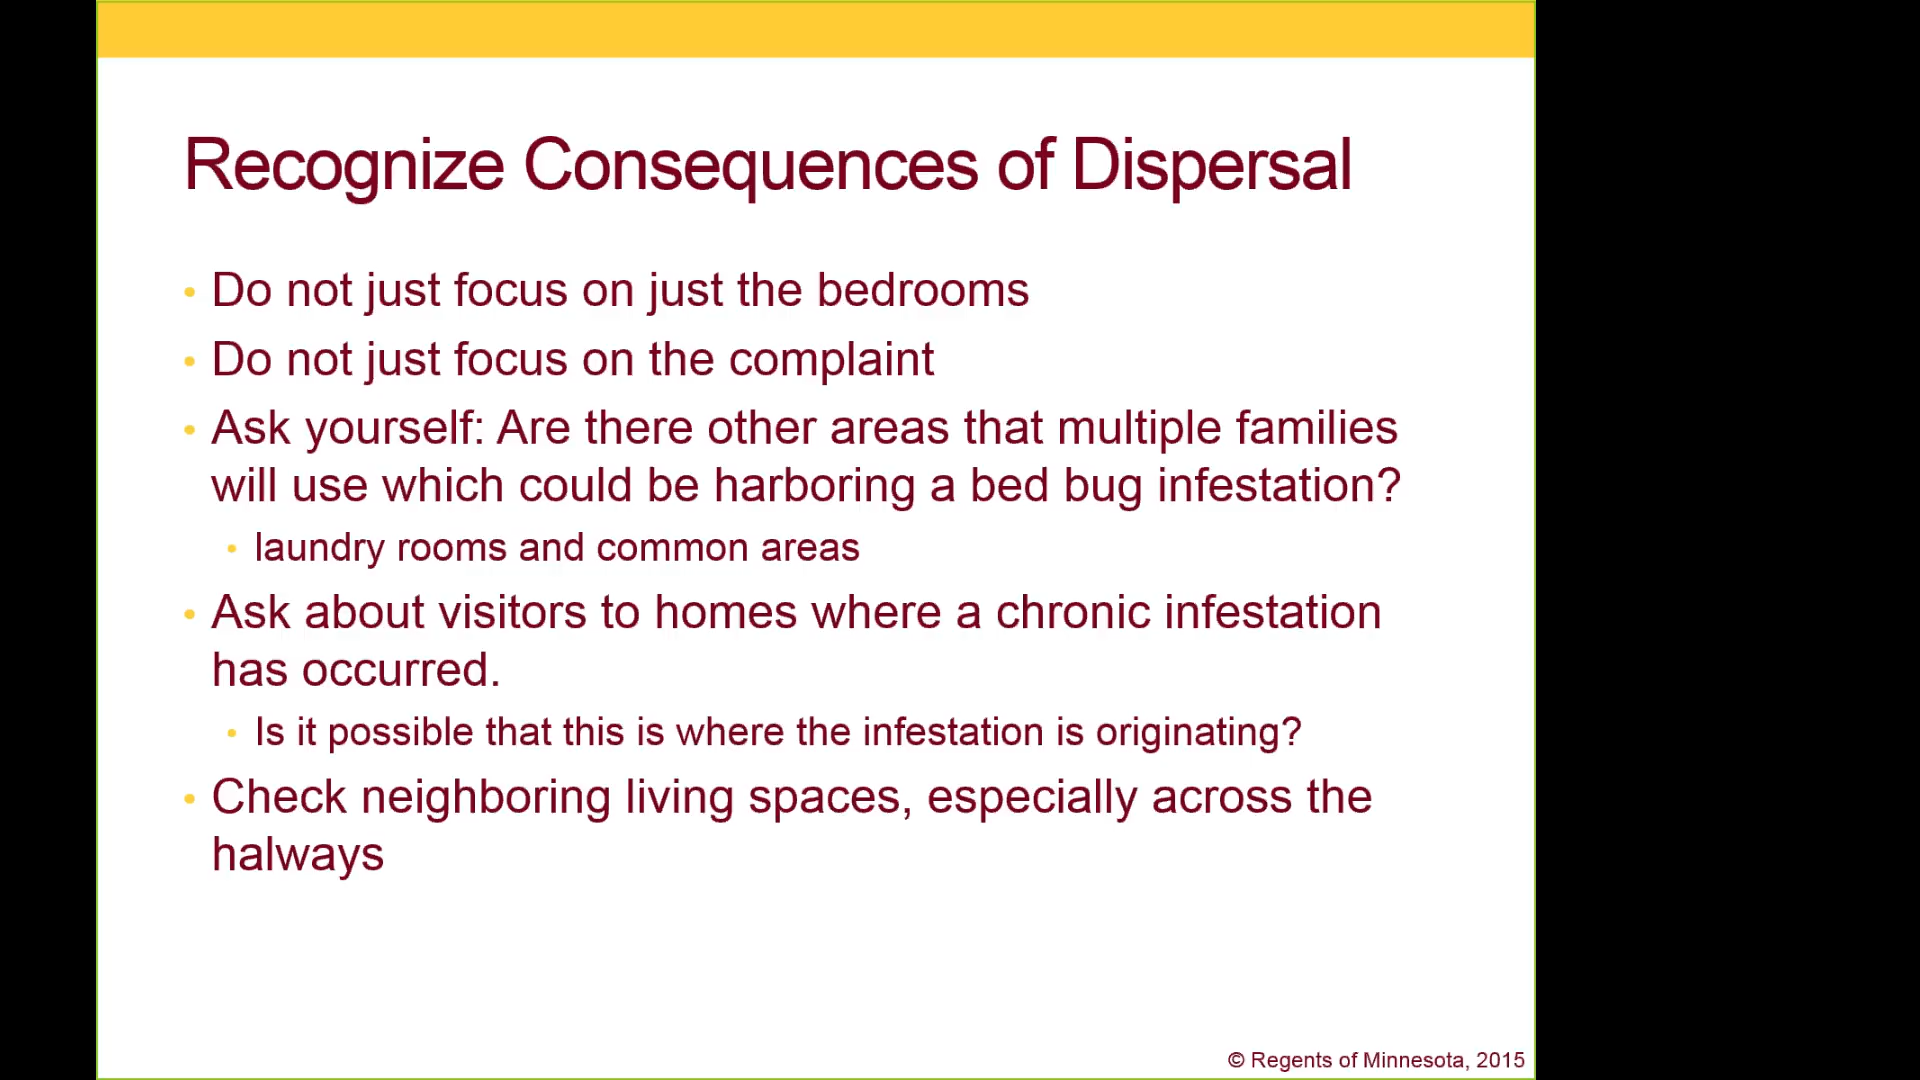 Recognize Consequences of Dispersal
• Do not just focus on just the bedrooms
• Do not just focus on the complaint
• Ask yourself: Are there other areas that multiple families
will use which could be harboring a bed bug infestation?
• laundry rooms and common areas
• Ask about visitors to homes where a chronic infestation
has occurred.
• Is it possible that this is where the infestation is originating?
• Check neighboring living spaces, especially across the
halways
© Regents of Minnesota, 2015